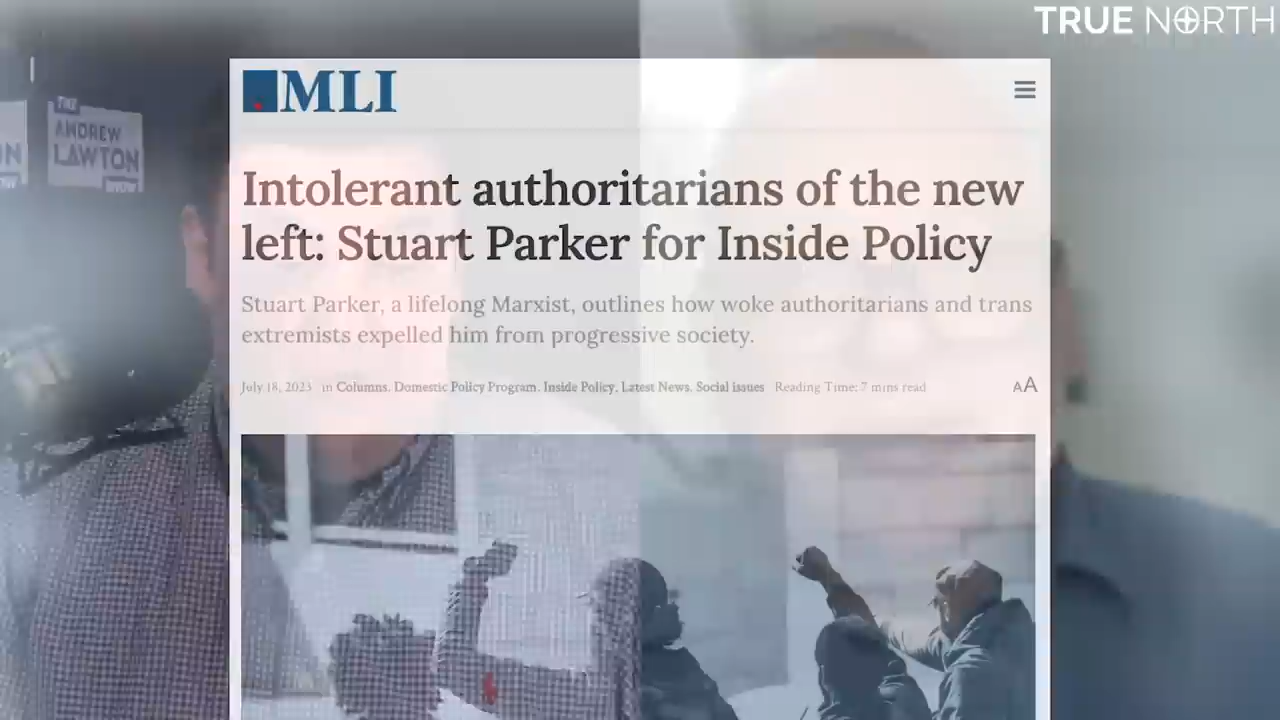 TRUE NORTH
MLI
THE
ANDREW
LAWTON
Intolerant authoritarians of the new
left: Stuart Parker for Inside Policy
Stuart Parker, a lifelong Marxist, outlines how woke authoritarians and trans
extremists expelled him from progressive society.
July 18, 2023 in Columns, Domestic Policy Program, Inside Policy, Latest News, Social issues Reading Time: 7 mins read
AA